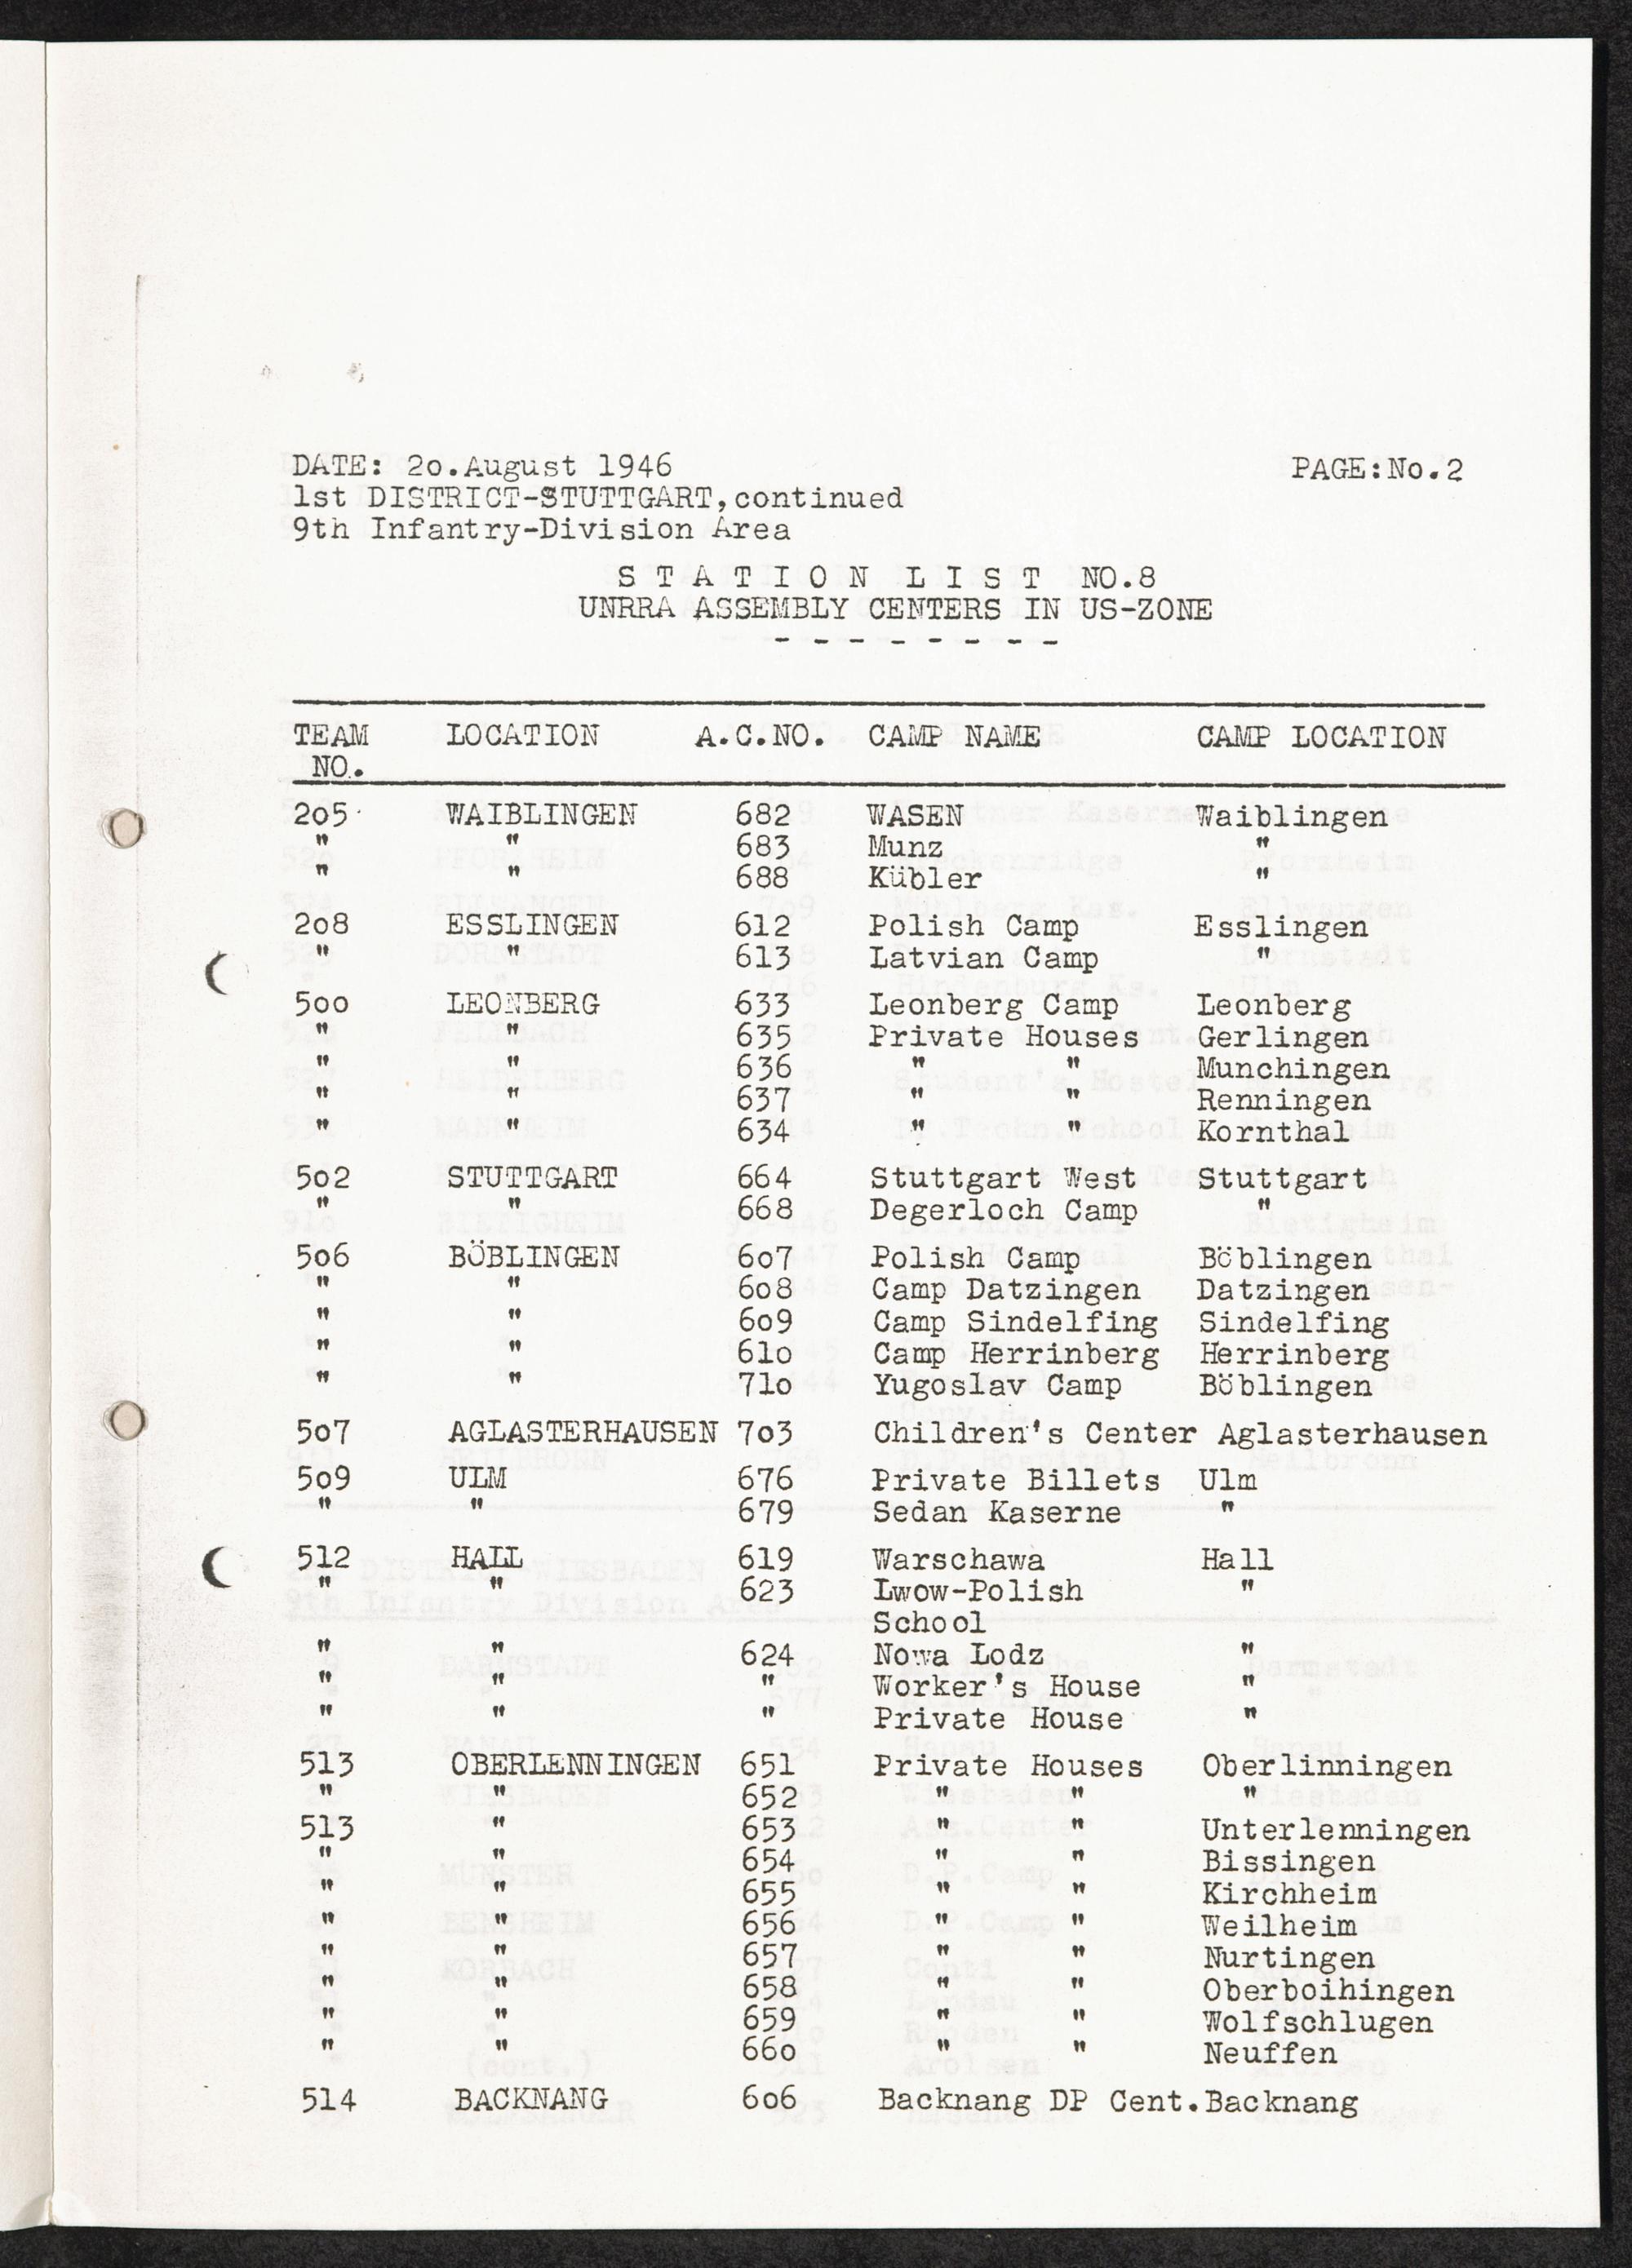 DATE: 2o.August 1946 PAGE:No.2
1st DISTRICT-STUTTGART,continued
9th Infantry-Division Area
S T A T I O N L I S T NO.8
UNRRA ASSEMBLY CENTERS IN US-ZONE
- - - - - - - -
TEAM LOCATION A.C.NO. CAMP NAME CAMP LOCATION
NO.
2o5 WAIBLINGEN 682 WASEN Waiblingen
" " 683 Munz "
" " 688 Kübler "
2o8 ESSLINGEN 612 Polish Camp Esslingen
" " 613 Latvian Camp "
5oo LEONBERG 633 Leonberg Camp Leonberg
" " 635 Private Houses Gerlingen
" " 636 " " Munchingen
" " 637 " " Renningen
" " 634 " " Kornthal
5o2 STUTTGART 664 Stuttgart West Stuttgart
" " 668 Degerloch Camp "
5o6 BÖBLINGEN 6o7 Polish Camp Böblingen
" " 6o8 Camp Datzingen Datzingen
" " 6o9 Camp Sindelfing Sindelfing
" " 61o Camp Herrinberg Herrinberg
" " 71o Yugoslav Camp Böblingen
5o7 AGLASTERHAUSEN 7o3 Children's Center Aglasterhausen
5o9 ULM 676 Private Billets Ulm
" " 679 Sedan Kaserne "
512 HALL 619 Warschawa Hall
" " 623 Lwow-Polish "
School
" " 624 Nowa Lodz "
" " " Worker's House "
" " " Private House "
513 OBERLENNINGEN 651 Private Houses Oberlinningen
" " 652 " " "
513 " 653 " " Unterlenningen
" " 654 " " Bissingen
" " 655 " " Kirchheim
" " 656 " " Weilheim
" " 657 " " Nurtingen
" " 658 " " Oberboihingen
" " 659 " " Wolfschlugen
" " 66o " " Neuffen
514 BACKNANG 6o6 Backnang DP Cent.Backnang